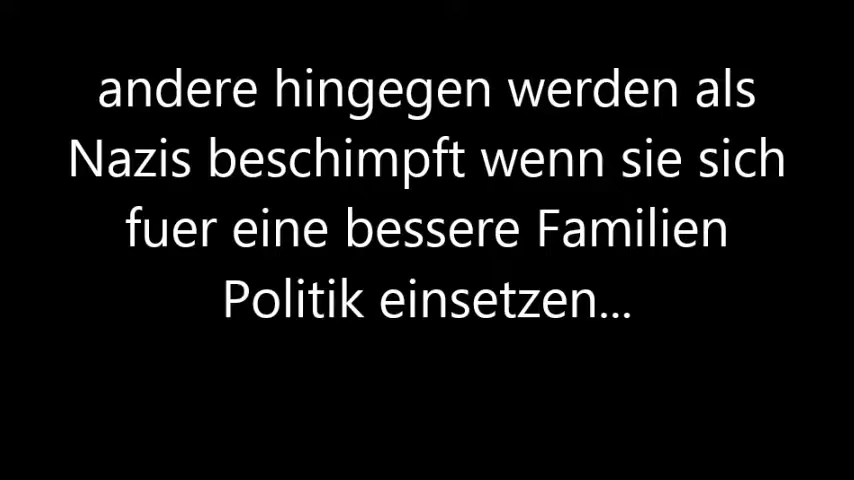 andere hingegen werden als
Nazis beschimpft wenn sie sich
fuer eine bessere Familien
Politik einsetzen...